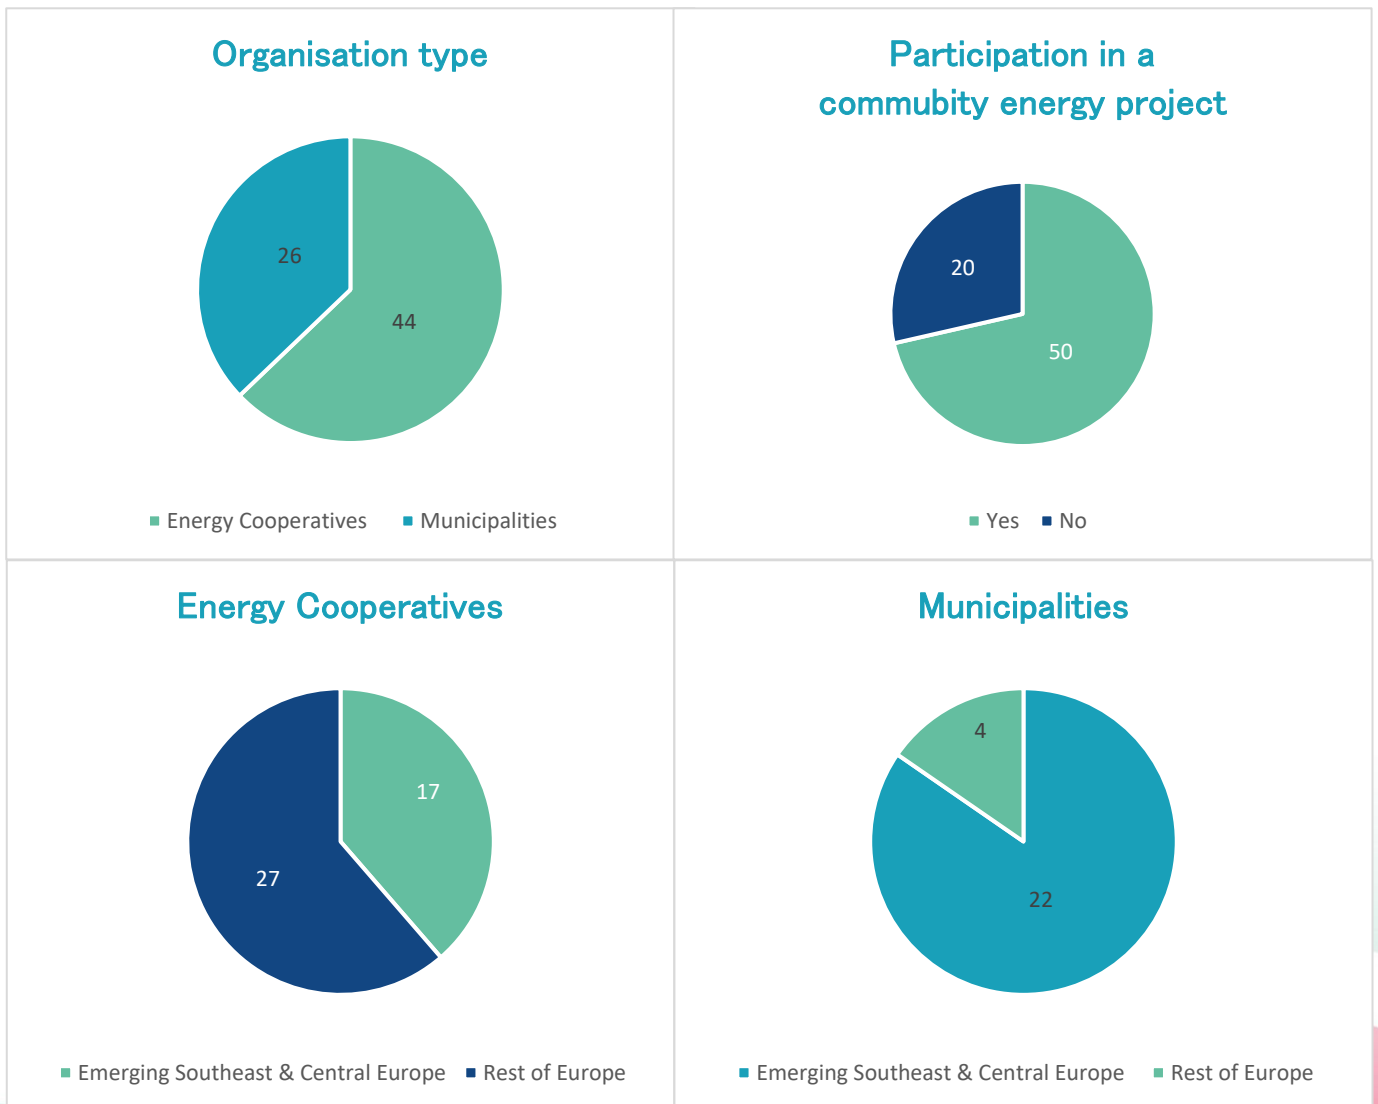 Organisation type
26
44
Energy Cooperatives Municipalities
Participation in a
commubity energy project
20
50
Yes No
Energy Cooperatives
17
27
Emerging Southeast & Central Europe Rest of Europe
Municipalities
4
22
Emerging Southeast & Central Europe Rest of Europe